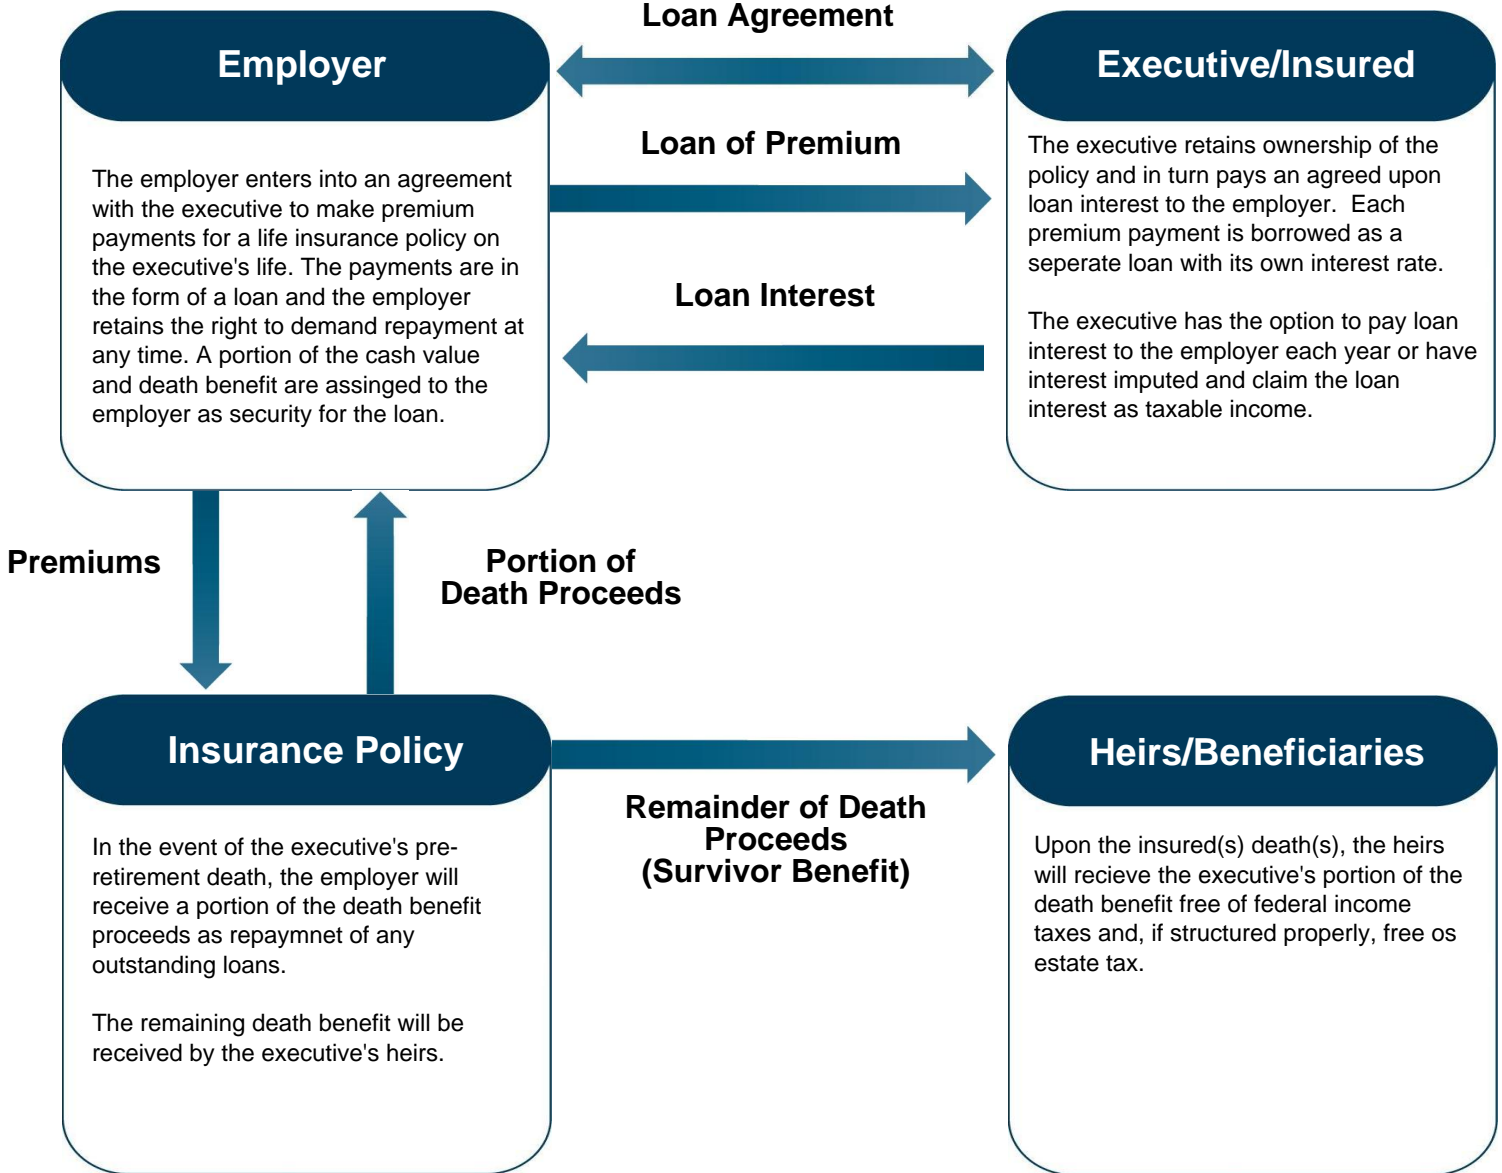 Loan Agreement
Employer
Executive/Insured
Loan of Premium
Loan Interest
The employer enters into an agreement
with the executive to make premium
payments for a life insurance policy on
the executive's life. The payments are in
the form of a loan and the employer
retains the right to demand repayment at
any time. A portion of the cash value
and death benefit are assinged to the
employer as security for the loan.
The executive retains ownership of the
policy and in turn pays an agreed upon
loan interest to the employer.  Each
premium payment is borrowed as a
seperate loan with its own interest rate.
The executive has the option to pay loan
interest to the employer each year or have
interest imputed and claim the loan
interest as taxable income.
Premiums
Portion of
Death Proceeds
Insurance Policy
Heirs/Beneficiaries
Remainder of Death
Proceeds
(Survivor Benefit)
In the event of the executive's pre-
retirement death, the employer will
receive a portion of the death benefit
proceeds as repaymnet of any
outstanding loans.
The remaining death benefit will be
received by the executive's heirs.
Upon the insured(s) death(s), the heirs
will recieve the executive's portion of the
death benefit free of federal income
taxes and, if structured properly, free os
estate tax.